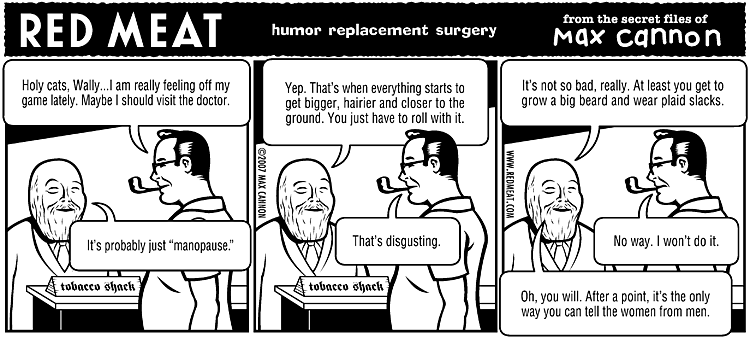 RED MEAT
humor replacement surgery
from the secret files of
Max Cannon
Holy cats, Wally...I am really feeling off my
game lately. Maybe I should visit the doctor.
It's probably just "manopause."
tobacco shack
Yep. That's when everything starts to
get bigger, hairier and closer to the
ground. You just have to roll with it.
©2007 MAX CANNON
That's disgusting.
tobacco shack
It's not so bad, really. At least you get to
grow a big beard and wear plaid slacks.
WWW.REDMEAT.COM
No way. I won't do it.
Oh, you will. After a point, it's the only
way you can tell the women from men.